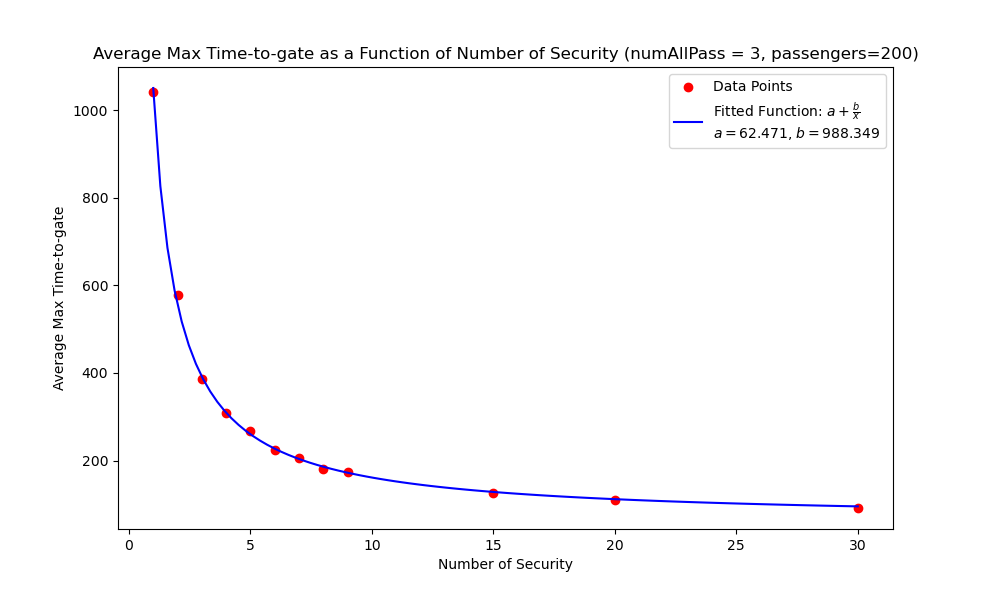 Average Max Time-to-gate as a Function of Number of Security (numAllPass = 3, passengers=200)
Data Points
Fitted Function: a + b/x
a = 62.471, b = 988.349
Average Max Time-to-gate
1000
800
600
400
200
0 5 10 15 20 25 30
Number of Security